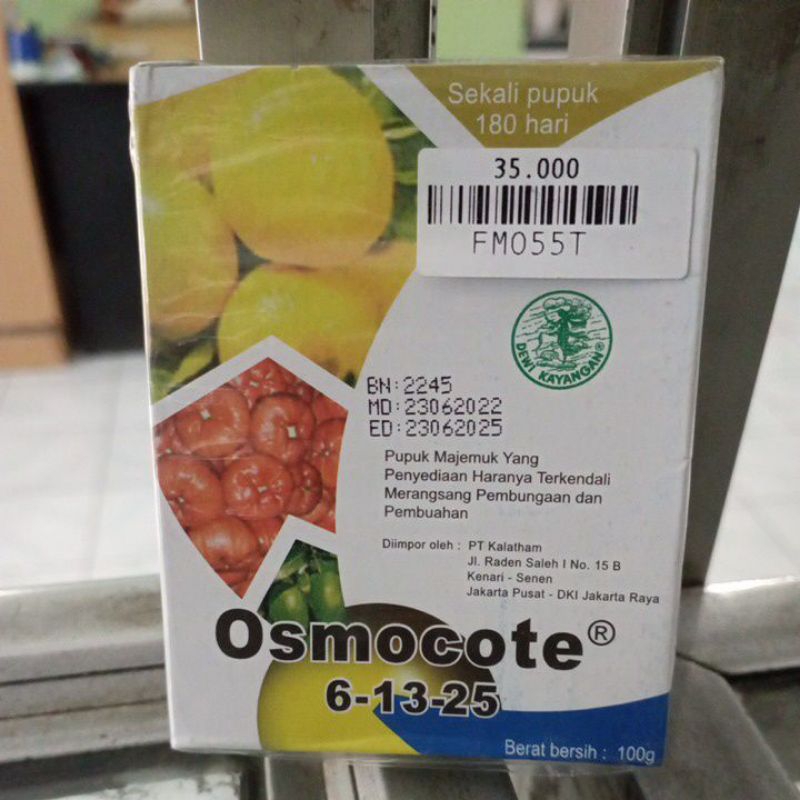 Sekali pupuk
180 hari
35.000
FM055T
DEWI KAYANGAN®
BN:2245
MD:23062022
ED:23062025
Pupuk Majemuk Yang
Penyediaan Haranya Terkendali
Merangsang Pembungaan dan
Pembuahan
Diimpor oleh : PT Kalatham
Jl. Raden Saleh I No. 15 B
Kenari - Senen
Jakarta Pusat - DKI Jakarta Raya
Osmocote®
6-13-25
Berat bersih : 100g